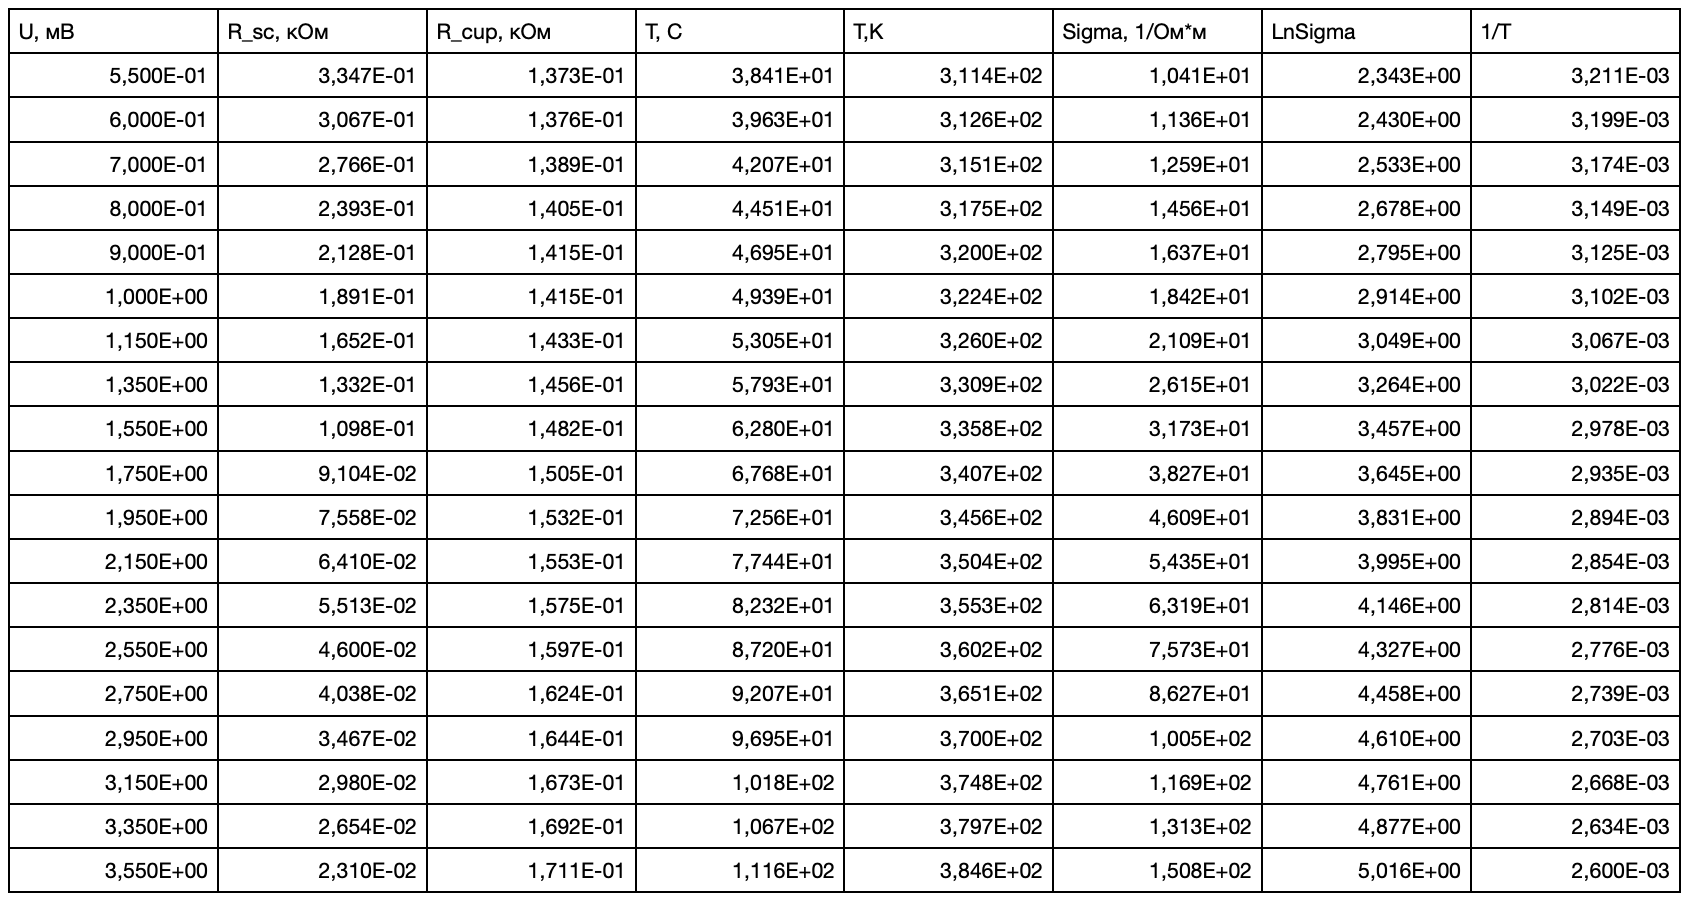 U, мВ R_sc, кОм R_cup, кОм T, C T,K Sigma, 1/Ом*м LnSigma 1/T
5,500E-01 3,347E-01 1,373E-01 3,841E+01 3,114E+02 1,041E+01 2,343E+00 3,211E-03
6,000E-01 3,067E-01 1,376E-01 3,963E+01 3,126E+02 1,136E+01 2,430E+00 3,199E-03
7,000E-01 2,766E-01 1,389E-01 4,207E+01 3,151E+02 1,259E+01 2,533E+00 3,174E-03
8,000E-01 2,393E-01 1,405E-01 4,451E+01 3,175E+02 1,456E+01 2,678E+00 3,149E-03
9,000E-01 2,128E-01 1,415E-01 4,695E+01 3,200E+02 1,637E+01 2,795E+00 3,125E-03
1,000E+00 1,891E-01 1,415E-01 4,939E+01 3,224E+02 1,842E+01 2,914E+00 3,102E-03
1,150E+00 1,652E-01 1,433E-01 5,305E+01 3,260E+02 2,109E+01 3,049E+00 3,067E-03
1,350E+00 1,332E-01 1,456E-01 5,793E+01 3,309E+02 2,615E+01 3,264E+00 3,022E-03
1,550E+00 1,098E-01 1,482E-01 6,280E+01 3,358E+02 3,173E+01 3,457E+00 2,978E-03
1,750E+00 9,104E-02 1,505E-01 6,768E+01 3,407E+02 3,827E+01 3,645E+00 2,935E-03
1,950E+00 7,558E-02 1,532E-01 7,256E+01 3,456E+02 4,609E+01 3,831E+00 2,894E-03
2,150E+00 6,410E-02 1,553E-01 7,744E+01 3,504E+02 5,435E+01 3,995E+00 2,854E-03
2,350E+00 5,513E-02 1,575E-01 8,232E+01 3,553E+02 6,319E+01 4,146E+00 2,814E-03
2,550E+00 4,600E-02 1,597E-01 8,720E+01 3,602E+02 7,573E+01 4,327E+00 2,776E-03
2,750E+00 4,038E-02 1,624E-01 9,207E+01 3,651E+02 8,627E+01 4,458E+00 2,739E-03
2,950E+00 3,467E-02 1,644E-01 9,695E+01 3,700E+02 1,005E+02 4,610E+00 2,703E-03
3,150E+00 2,980E-02 1,673E-01 1,018E+02 3,748E+02 1,169E+02 4,761E+00 2,668E-03
3,350E+00 2,654E-02 1,692E-01 1,067E+02 3,797E+02 1,313E+02 4,877E+00 2,634E-03
3,550E+00 2,310E-02 1,711E-01 1,116E+02 3,846E+02 1,508E+02 5,016E+00 2,600E-03